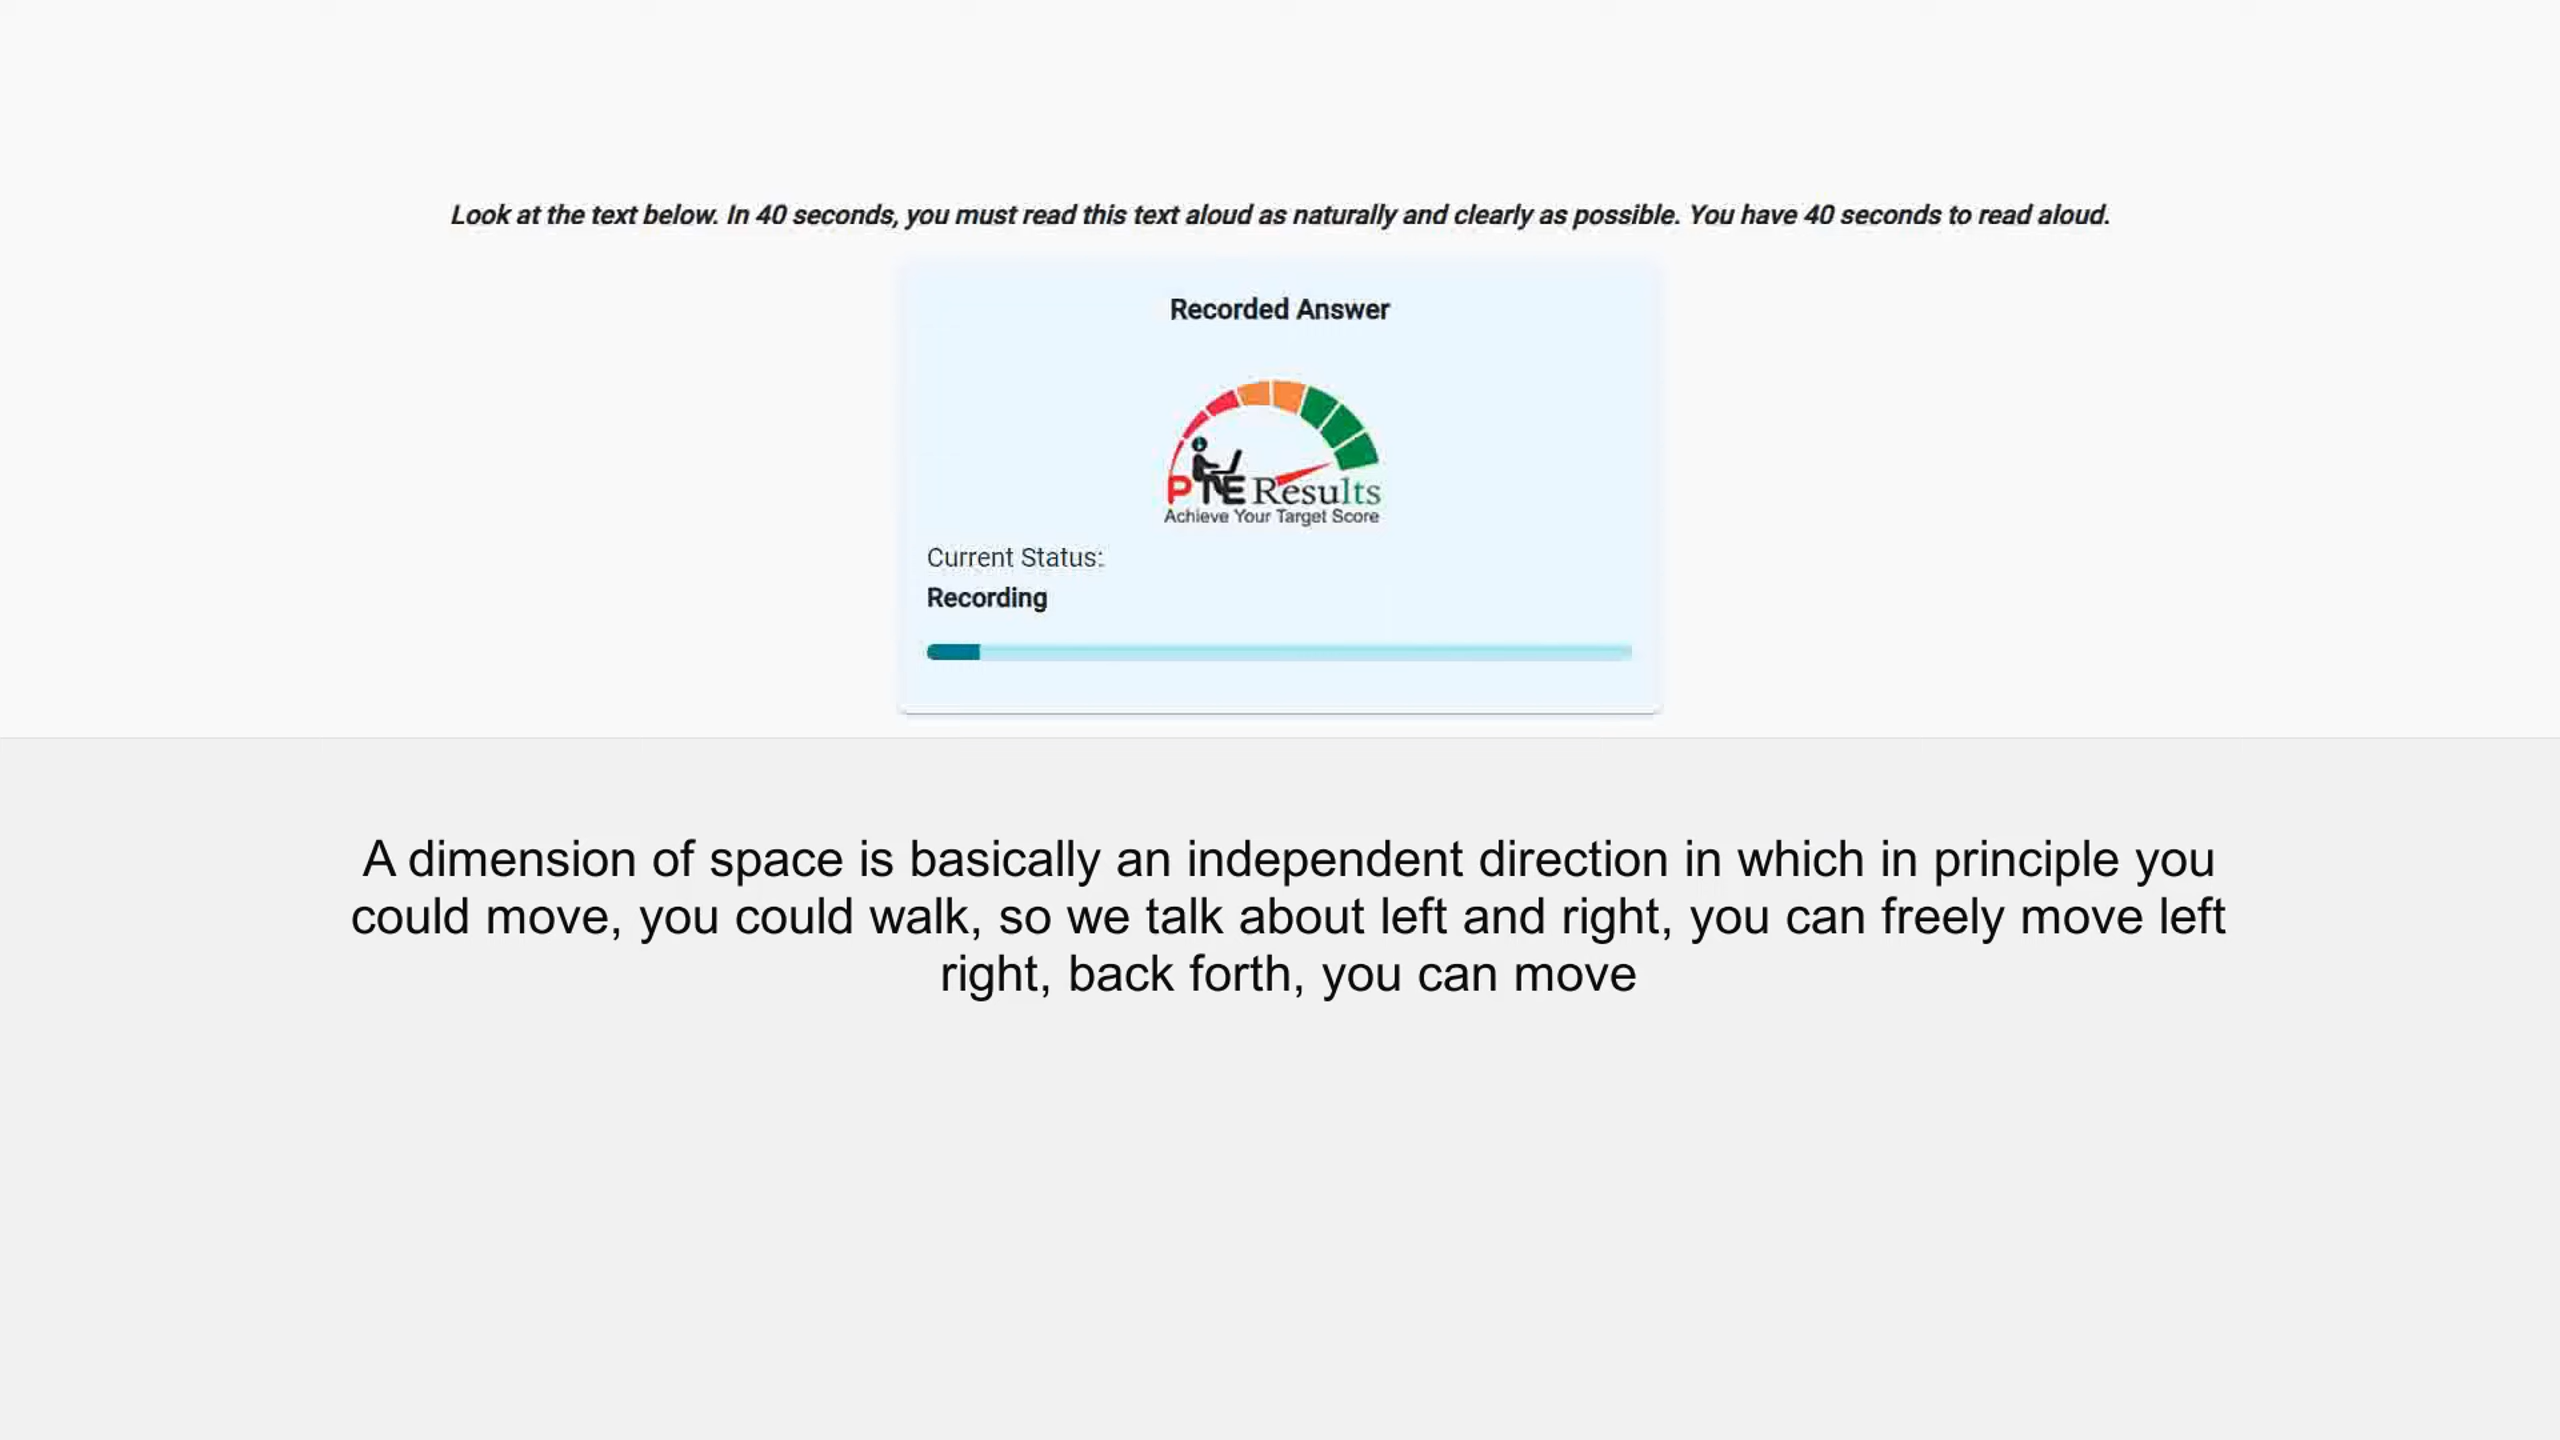 Look at the text below. In 40 seconds, you must read this text aloud as naturally and clearly as possible. You have 40 seconds to read aloud.
Recorded Answer
PTE Results
Achieve Your Target Score
Current Status:
Recording
A dimension of space is basically an independent direction in which in principle you
could move, you could walk, so we talk about left and right, you can freely move left
right, back forth, you can move